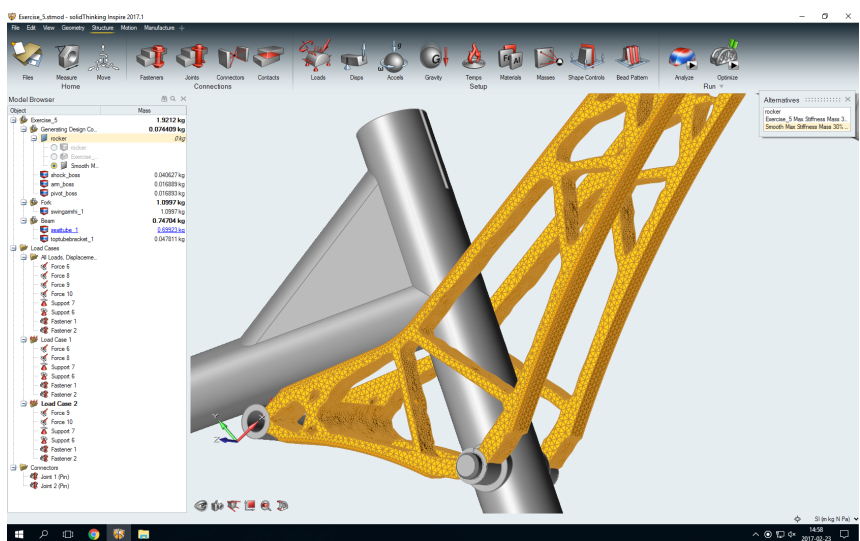 Exercise_5.stmod - solidThinking Inspire 2017.1
File Edit View Geometry Structure Motion Manufacture +
Files Measure Move Fasteners Joints Connectors Contacts Loads Disps Accels Gravity Temps Materials Masses Shape Controls Bead Pattern Analyze Optimize
Home Connections Setup Run
Model Browser
Object Mass
Exercise_5 1.9212 kg
Generating Design Co... 0.074409 kg
rocker 0 kg
rocker
Exercise_...
Smooth M...
shock_boss 0.040627 kg
arm_boss 0.016889 kg
pivot_boss 0.016893 kg
Fork 1.0997 kg
swingarmhi_1 1.0997 kg
Beam 0.74704 kg
seattube_1 0.69923 kg
toptubebracket_1 0.047811 kg
Load Cases
All Loads, Displaceme...
Force 6
Force 8
Force 9
Force 10
Support 7
Support 6
Fastener 1
Fastener 2
Load Case 1
Force 6
Force 8
Support 7
Support 6
Fastener 1
Fastener 2
Load Case 2
Force 9
Force 10
Support 7
Support 6
Fastener 1
Fastener 2
Connectors
Joint 1 (Pin)
Joint 2 (Pin)
Alternatives
rocker
Exercise_5 Max Stiffness Mass 3...
Smooth Max Stiffness Mass 30%...
Y X
Z
SI (m kg N Pa)
14:58
2017-02-23